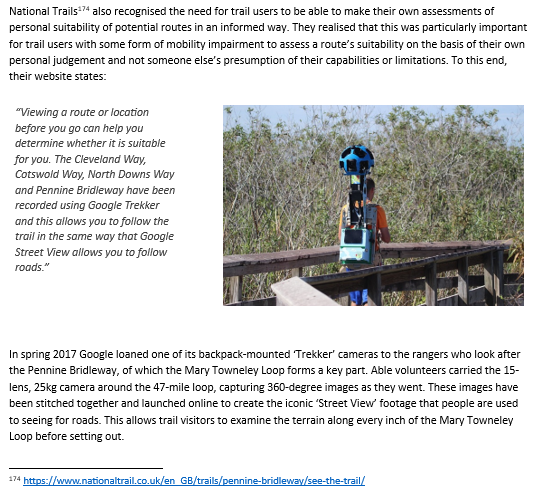 National Trails¹⁷⁴ also recognised the need for trail users to be able to make their own assessments of
personal suitability of potential routes in an informed way. They realised that this was particularly important
for trail users with some form of mobility impairment to assess a route’s suitability on the basis of their own
personal judgement and not someone else’s presumption of their capabilities or limitations. To this end,
their website states:
“Viewing a route or location
before you go can help you
determine whether it is suitable
for you. The Cleveland Way,
Cotswold Way, North Downs Way
and Pennine Bridleway have been
recorded using Google Trekker
and this allows you to follow the
trail in the same way that Google
Street View allows you to follow
roads.”
In spring 2017 Google loaned one of its backpack-mounted ‘Trekker’ cameras to the rangers who look after
the Pennine Bridleway, of which the Mary Towneley Loop forms a key part. Able volunteers carried the 15-
lens, 25kg camera around the 47-mile loop, capturing 360-degree images as they went. These images have
been stitched together and launched online to create the iconic ‘Street View’ footage that people are used
to seeing for roads. This allows trail visitors to examine the terrain along every inch of the Mary Towneley
Loop before setting out.
¹⁷⁴ https://www.nationaltrail.co.uk/en_GB/trails/pennine-bridleway/see-the-trail/